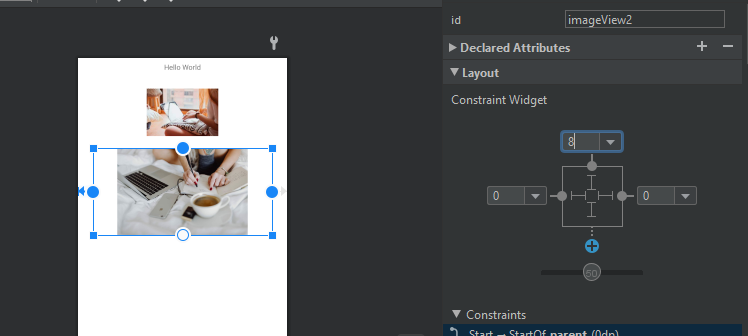 id
imageView2
Declared Attributes
Layout
Constraint Widget
8
0
0
50
Constraints
Start → StartOf parent (0dp)
Hello World